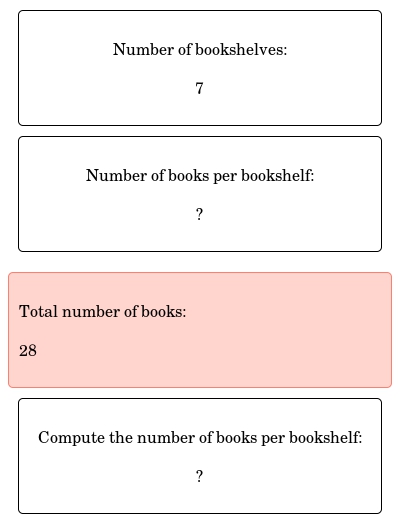 Number of bookshelves:
7
Number of books per bookshelf:
?
Total number of books:
28
Compute the number of books per bookshelf:
?